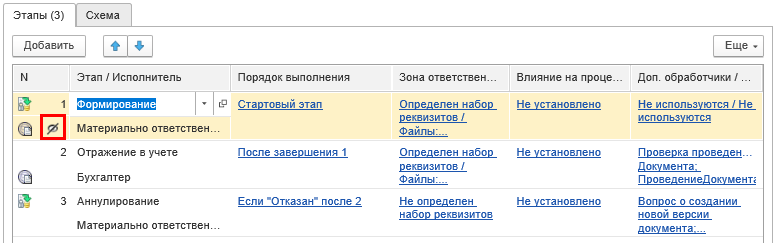 Этапы (3) Схема
Добавить Еще
N Этап / Исполнитель Порядок выполнения Зона ответствен... Влияние на проце... Доп. обработчики / ...
1 Формирование Стартовый этап Определен набор Не установлено Не используются / Не
реквизитов / используются
Материально ответствен... Файлы:...
2 Отражение в учете После завершения 1 Определен набор Не установлено Проверка проведен...
реквизитов / Документа;
Бухгалтер Файлы:... ПроведениеДокумента
3 Аннулирование Если "Отказан" после 2 Не определен Не установлено Вопрос о создании
набор реквизитов новой версии
Материально ответствен... документа;...